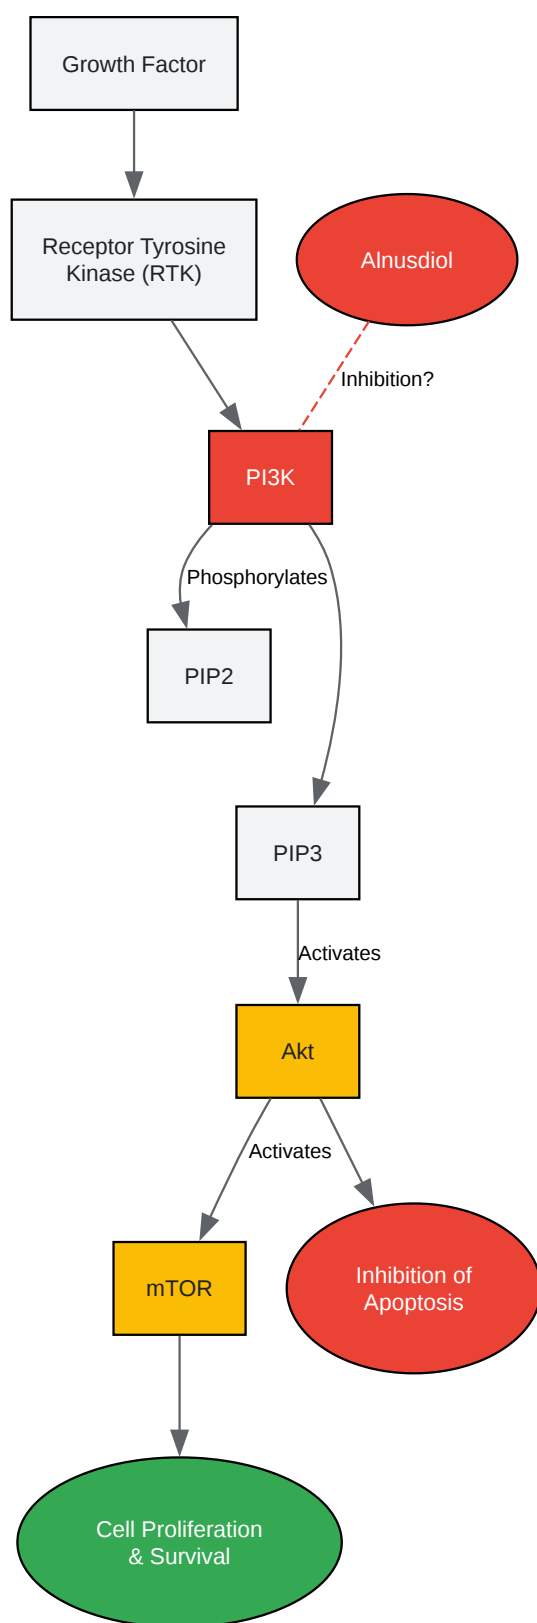 Growth Factor
Receptor Tyrosine
Kinase (RTK)
Alnusdiol
Inhibition?
PI3K
Phosphorylates
PIP2
PIP3
Activates
Akt
Activates
mTOR
Inhibition of
Apoptosis
Cell Proliferation
& Survival